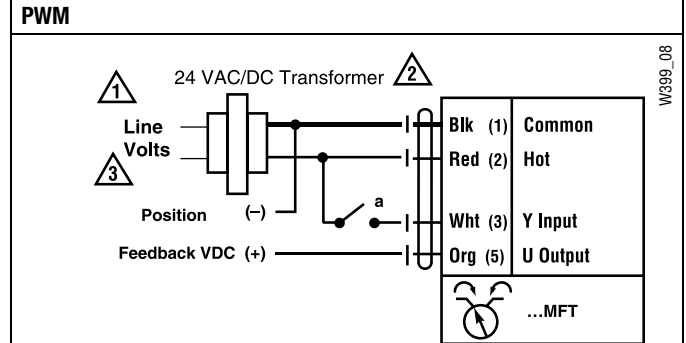 PWM
W399_08
1
24 VAC/DC Transformer
2
Line
Volts
3
Blk (1) Common
Red (2) Hot
a
Position (–)
Wht (3) Y Input
Feedback VDC (+)
Org (5) U Output
...MFT